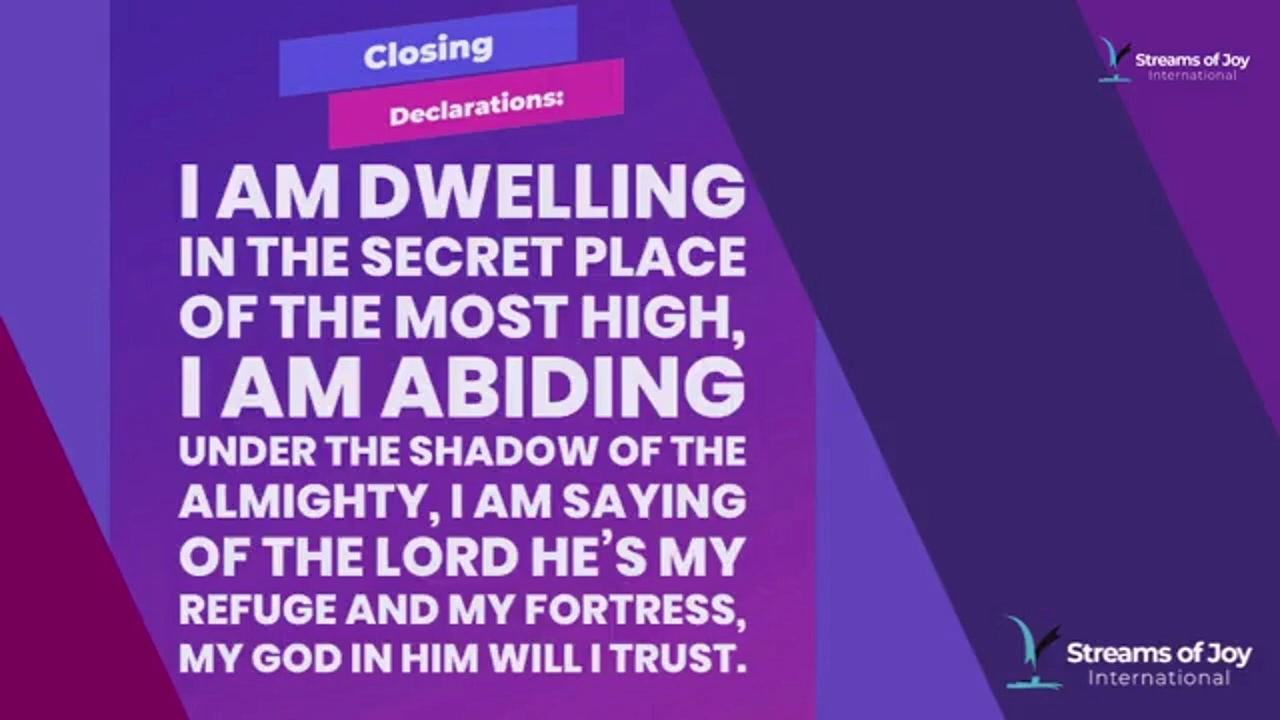 Closing
Declarations:
I AM DWELLING
IN THE SECRET PLACE
OF THE MOST HIGH,
I AM ABIDING
UNDER THE SHADOW OF THE
ALMIGHTY, I AM SAYING
OF THE LORD HE’S MY
REFUGE AND MY FORTRESS,
MY GOD IN HIM WILL I TRUST.
Streams of Joy
International
Streams of Joy
International